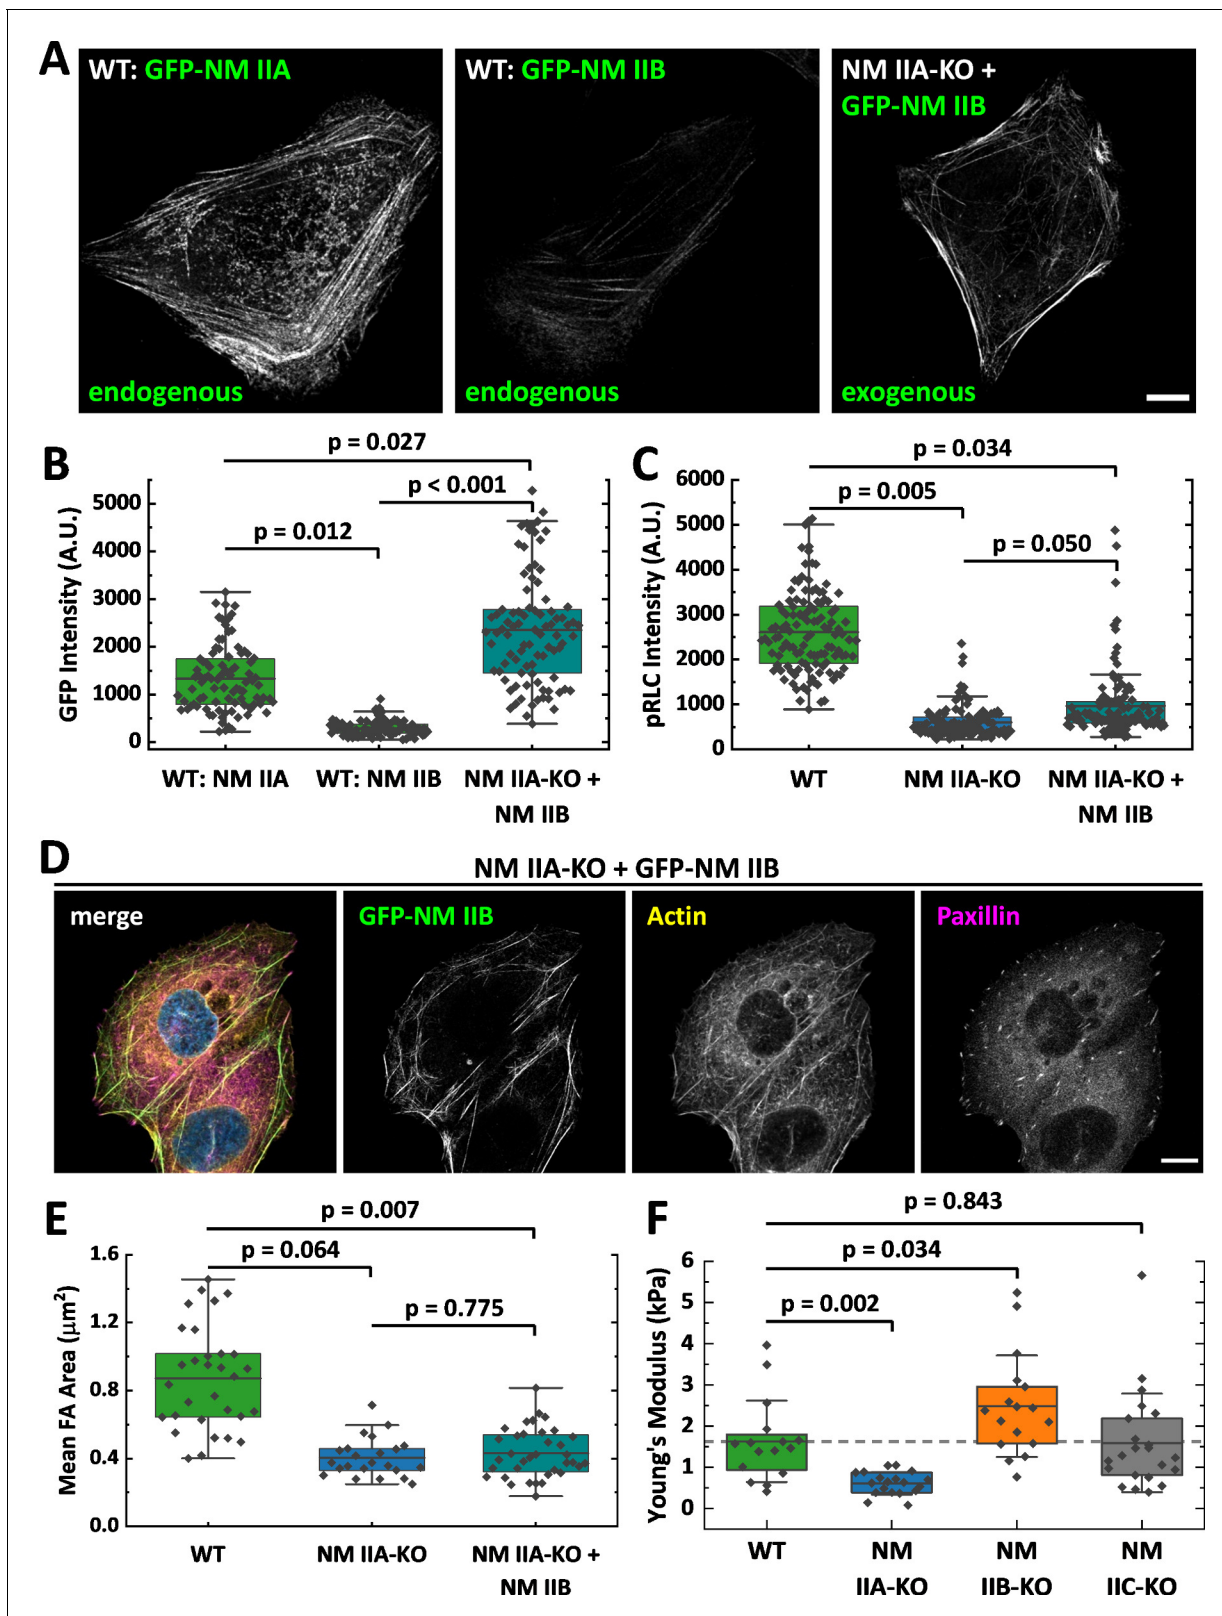 A
WT: GFP-NM IIA
endogenous
WT: GFP-NM IIB
endogenous
NM IIA-KO +
GFP-NM IIB
exogenous
B
p = 0.027
p < 0.001
p = 0.012
GFP Intensity (A.U.)
5000
4000
3000
2000
1000
0
WT: NM IIA
WT: NM IIB
NM IIA-KO +
NM IIB
C
p = 0.034
p = 0.005
p = 0.050
pRLC Intensity (A.U.)
6000
5000
4000
3000
2000
1000
0
WT
NM IIA-KO
NM IIA-KO +
NM IIB
D
NM IIA-KO + GFP-NM IIB
merge
GFP-NM IIB
Actin
Paxillin
E
p = 0.007
p = 0.064
p = 0.775
Mean FA Area (μm²)
1.6
1.2
0.8
0.4
0.0
WT
NM IIA-KO
NM IIA-KO +
NM IIB
F
p = 0.843
p = 0.034
p = 0.002
Young's Modulus (kPa)
6
5
4
3
2
1
0
WT
NM
IIA-KO
NM
IIB-KO
NM
IIC-KO